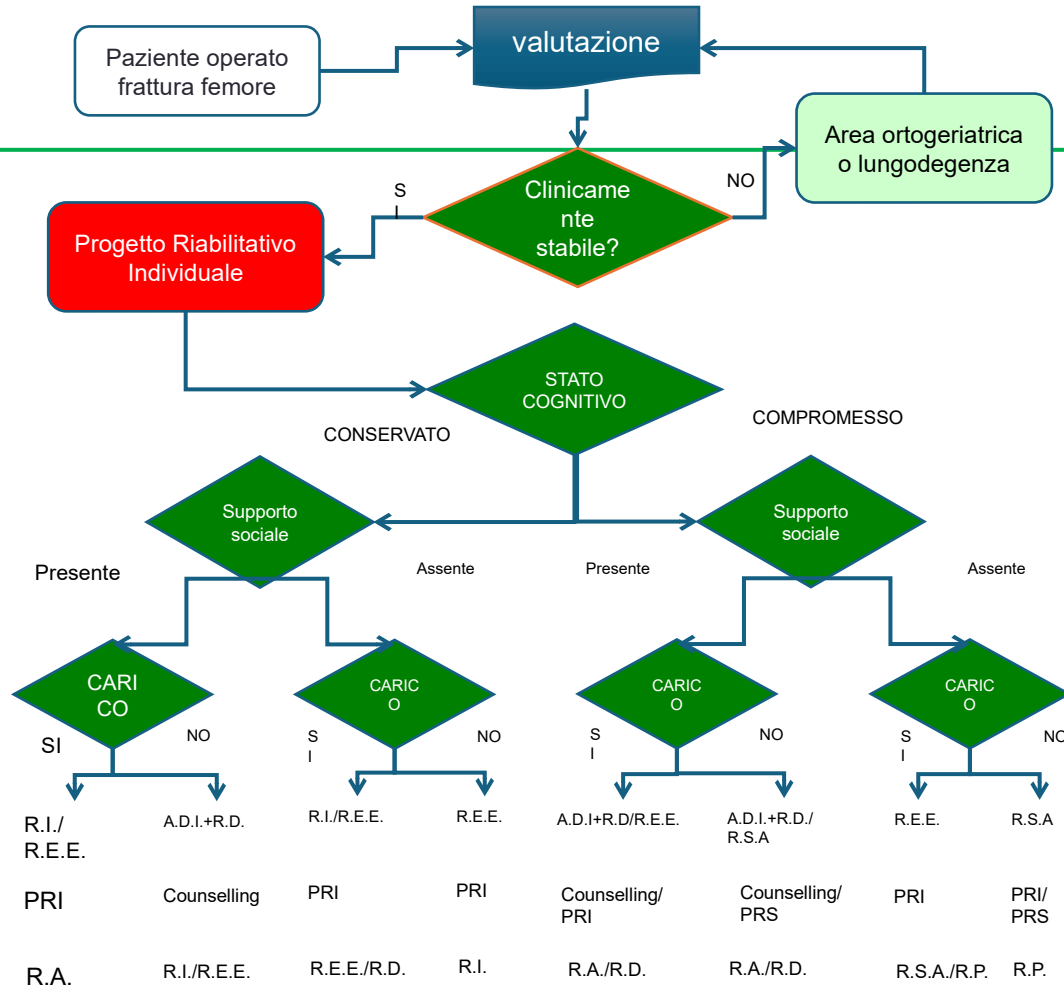 Paziente operato
frattura femore
valutazione
Area ortogeriatrica
o lungodegenza
S
I
Clinicame
nte
stabile?
NO
Progetto Riabilitativo
Individuale
STATO
COGNITIVO
CONSERVATO
COMPROMESSO
Supporto
sociale
Supporto
sociale
Presente
Assente
Presente
Assente
CARI
CO
CARIC
O
CARIC
O
CARIC
O
SI
NO
S
I
NO
S
I
NO
S
I
NO
R.I./
R.E.E.
A.D.I.+R.D.
R.I./R.E.E.
R.E.E.
A.D.I+R.D/R.E.E.
A.D.I.+R.D./
R.S.A
R.E.E.
R.S.A
PRI
Counselling
PRI
PRI
Counselling/
PRI
Counselling/
PRS
PRI
PRI/
PRS
R.A.
R.I./R.E.E.
R.E.E./R.D.
R.I.
R.A./R.D.
R.A./R.D.
R.S.A./R.P.
R.P.